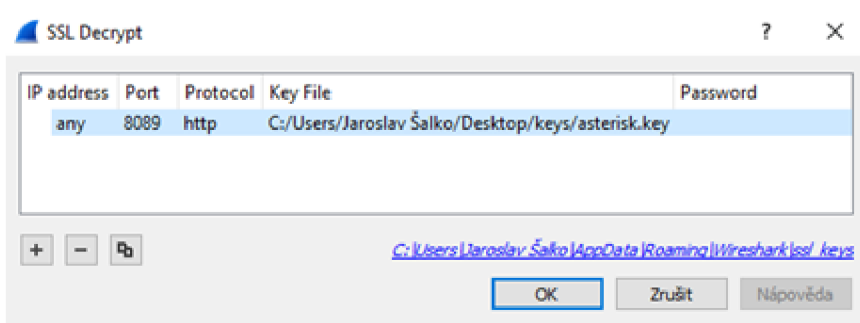 SSL Decrypt ? ×
IP address Port Protocol Key File Password
any 8089 http C:/Users/Jaroslav Šalko/Desktop/keys/asterisk.key
+ −
C:\Users\Jaroslav Šalko\AppData\Roaming\Wireshark\ssl_keys
OK Zrušit Nápověda